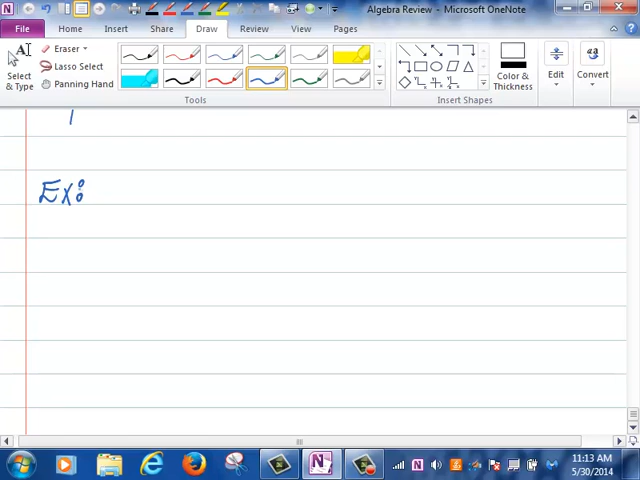 Algebra Review - Microsoft OneNote
File Home Insert Share Draw Review View Pages
Select & Type
Eraser
Lasso Select
Panning Hand
Tools
Color & Thickness
Insert Shapes
Edit
Convert
Ex:
11:13 AM
5/30/2014